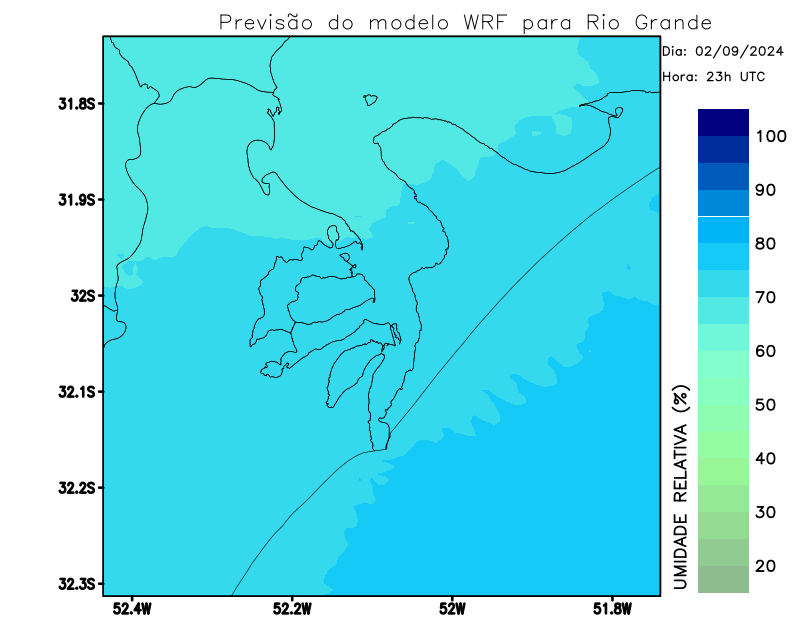 Previsão do modelo WRF para Rio Grande
Dia: 02/09/2024
Hora: 23h UTC
31.8S
31.9S
32S
32.1S
32.2S
32.3S
52.4W
52.2W
52W
51.8W
100
90
80
70
60
50
40
30
20
UMIDADE RELATIVA (%)